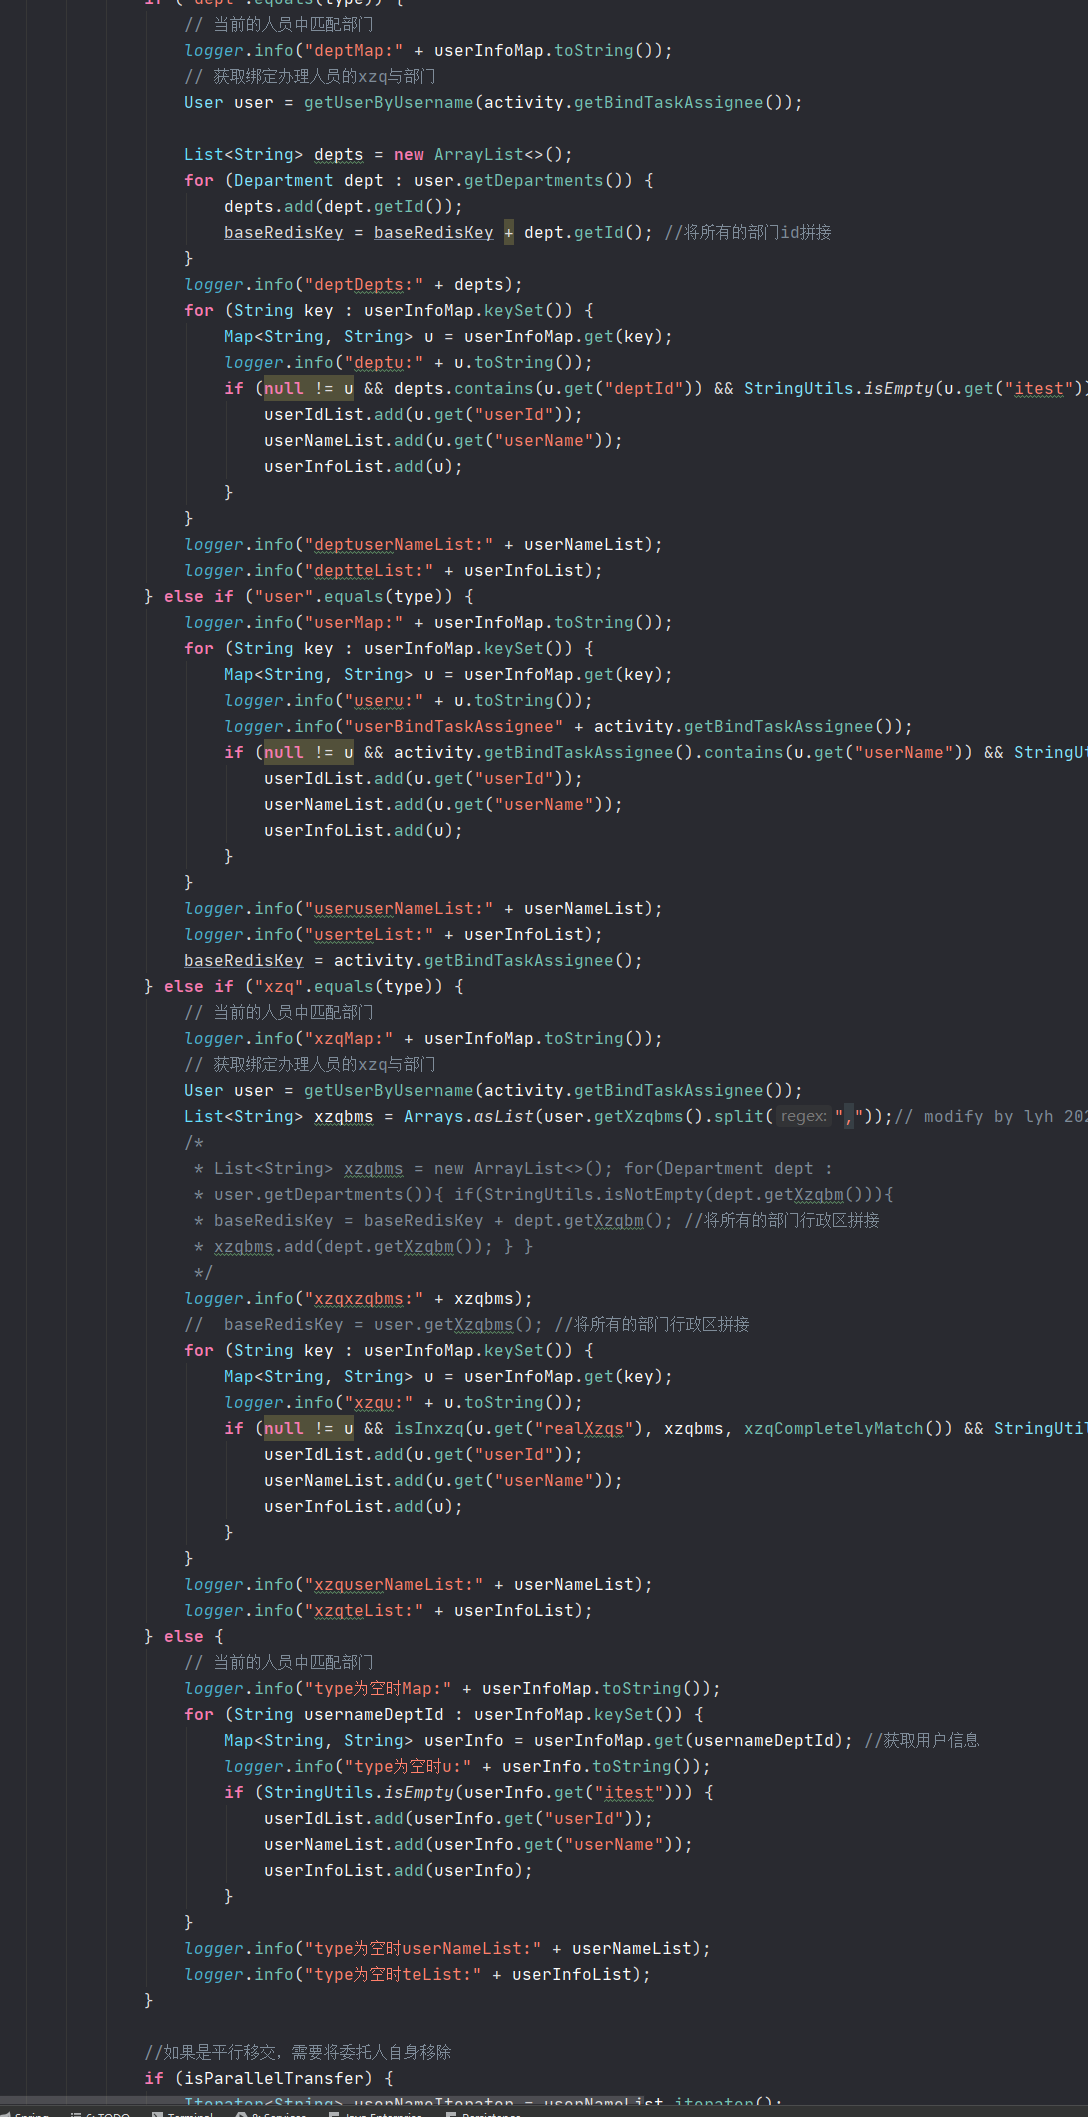 if ("dept".equals(type)) {
// 当前的人员中匹配部门
logger.info("deptMap:" + userInfoMap.toString());
// 获取绑定办理人员的xzq与部门
User user = getUserByUsername(activity.getBindTaskAssignee());
List<String> depts = new ArrayList<>();
for (Department dept : user.getDepartments()) {
depts.add(dept.getId());
baseRedisKey = baseRedisKey + dept.getId(); //将所有的部门id拼接
}
logger.info("deptDepts:" + depts);
for (String key : userInfoMap.keySet()) {
Map<String, String> u = userInfoMap.get(key);
logger.info("deptu:" + u.toString());
if (null != u && depts.contains(u.get("deptId")) && StringUtils.isEmpty(u.get("itest"))
userIdList.add(u.get("userId"));
userNameList.add(u.get("userName"));
userInfoList.add(u);
}
}
logger.info("deptuserNameList:" + userNameList);
logger.info("deptteList:" + userInfoList);
} else if ("user".equals(type)) {
logger.info("userMap:" + userInfoMap.toString());
for (String key : userInfoMap.keySet()) {
Map<String, String> u = userInfoMap.get(key);
logger.info("useru:" + u.toString());
logger.info("userBindTaskAssignee" + activity.getBindTaskAssignee());
if (null != u && activity.getBindTaskAssignee().contains(u.get("userName")) && StringUt
userIdList.add(u.get("userId"));
userNameList.add(u.get("userName"));
userInfoList.add(u);
}
}
logger.info("useruserNameList:" + userNameList);
logger.info("userteList:" + userInfoList);
baseRedisKey = activity.getBindTaskAssignee();
} else if ("xzq".equals(type)) {
// 当前的人员中匹配部门
logger.info("xzqMap:" + userInfoMap.toString());
// 获取绑定办理人员的xzq与部门
User user = getUserByUsername(activity.getBindTaskAssignee());
List<String> xzqbms = Arrays.asList(user.getXzqbms().split( regex: ","));// modify by lyh 202
/*
* List<String> xzqbms = new ArrayList<>(); for(Department dept :
* user.getDepartments()){ if(StringUtils.isNotEmpty(dept.getXzqbm())){
* baseRedisKey = baseRedisKey + dept.getXzqbm(); //将所有的部门行政区拼接
* xzqbms.add(dept.getXzqbm()); } }
*/
logger.info("xzqxzqbms:" + xzqbms);
//  baseRedisKey = user.getXzqbms(); //将所有的部门行政区拼接
for (String key : userInfoMap.keySet()) {
Map<String, String> u = userInfoMap.get(key);
logger.info("xzqu:" + u.toString());
if (null != u && isInxzq(u.get("realXzqs"), xzqbms, xzqCompletelyMatch()) && StringUtil
userIdList.add(u.get("userId"));
userNameList.add(u.get("userName"));
userInfoList.add(u);
}
}
logger.info("xzquserNameList:" + userNameList);
logger.info("xzqteList:" + userInfoList);
} else {
// 当前的人员中匹配部门
logger.info("type为空时Map:" + userInfoMap.toString());
for (String usernameDeptId : userInfoMap.keySet()) {
Map<String, String> userInfo = userInfoMap.get(usernameDeptId); //获取用户信息
logger.info("type为空时u:" + userInfo.toString());
if (StringUtils.isEmpty(userInfo.get("itest"))) {
userIdList.add(userInfo.get("userId"));
userNameList.add(userInfo.get("userName"));
userInfoList.add(userInfo);
}
}
logger.info("type为空时userNameList:" + userNameList);
logger.info("type为空时teList:" + userInfoList);
}
//如果是平行移交，需要将委托人自身移除
if (isParallelTransfer) {
Iterator<String> userNameIterator = userNameList.iterator();
Spring 6: TODO Terminal 8: Services Java Enterprise Persistence